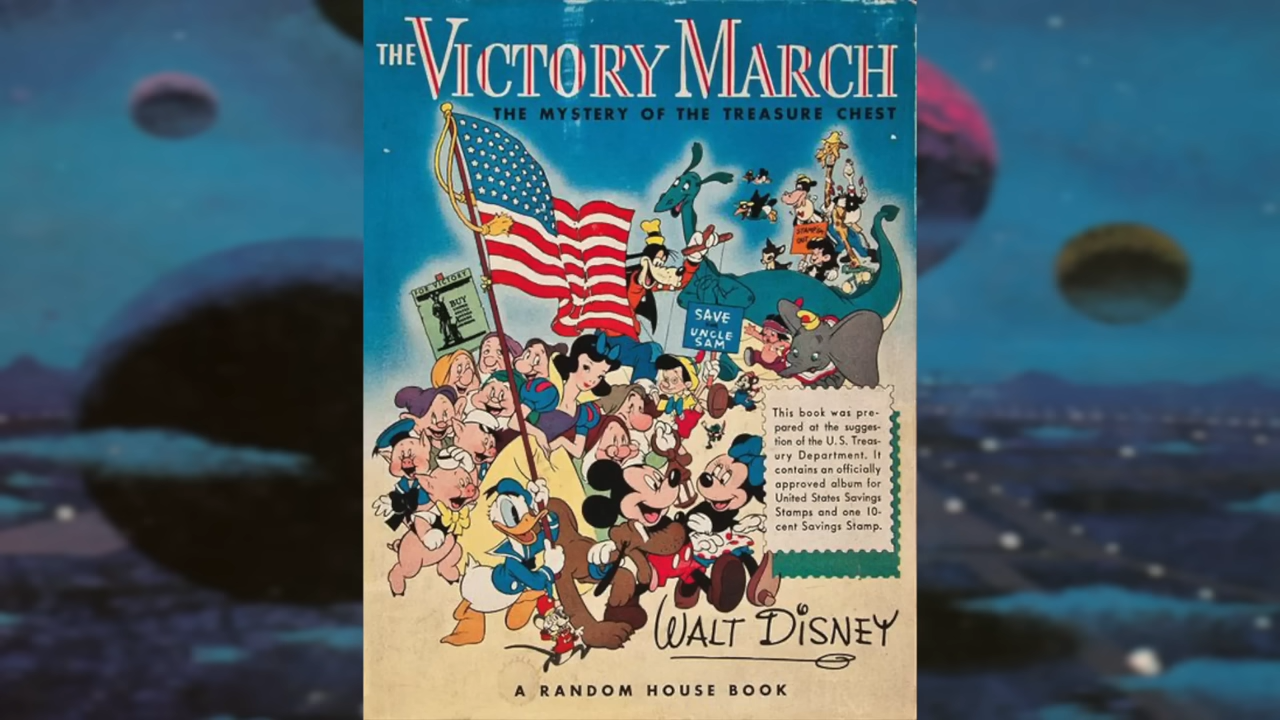 THE VICTORY MARCH
THE MYSTERY OF THE TREASURE CHEST
FOR VICTORY
BUY
SAVE
UNCLE
SAM
This book was pre-
pared at the sugges-
tion of the U.S. Treas-
ury Department. It
contains an officially
approved album for
United States Savings
Stamps and one 10-
cent Savings Stamp.
WALT DISNEY
A RANDOM HOUSE BOOK